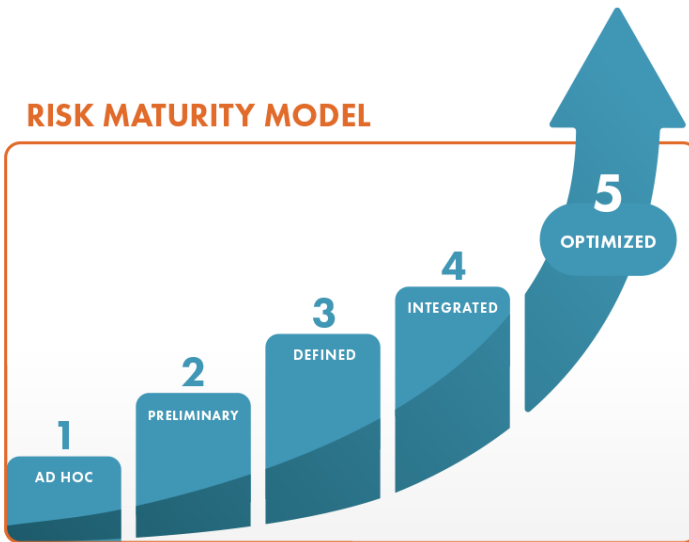 RISK MATURITY MODEL
1
AD HOC
2
PRELIMINARY
3
DEFINED
4
INTEGRATED
5
OPTIMIZED